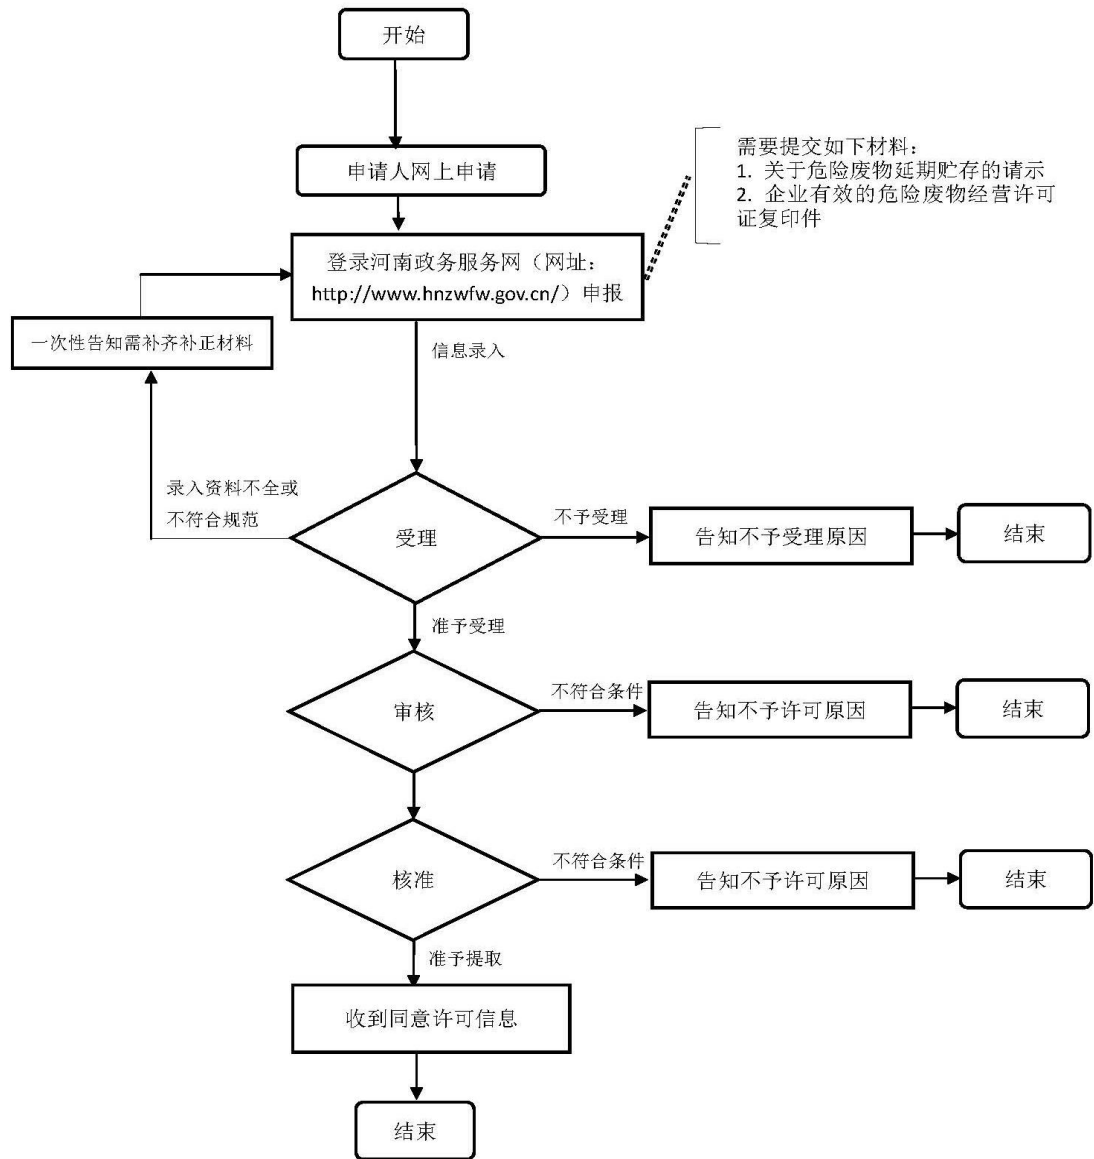 开始
申请人网上申请
需要提交如下材料：
1. 关于危险废物延期贮存的请示
2. 企业有效的危险废物经营许可
证复印件
登录河南政务服务网（网址：
http://www.hnzwfw.gov.cn/）申报
一次性告知需补齐补正材料
信息录入
录入资料不全或
不符合规范
受理
不予受理
告知不予受理原因
结束
准予受理
审核
不符合条件
告知不予许可原因
结束
核准
不符合条件
告知不予许可原因
结束
准予提取
收到同意许可信息
结束